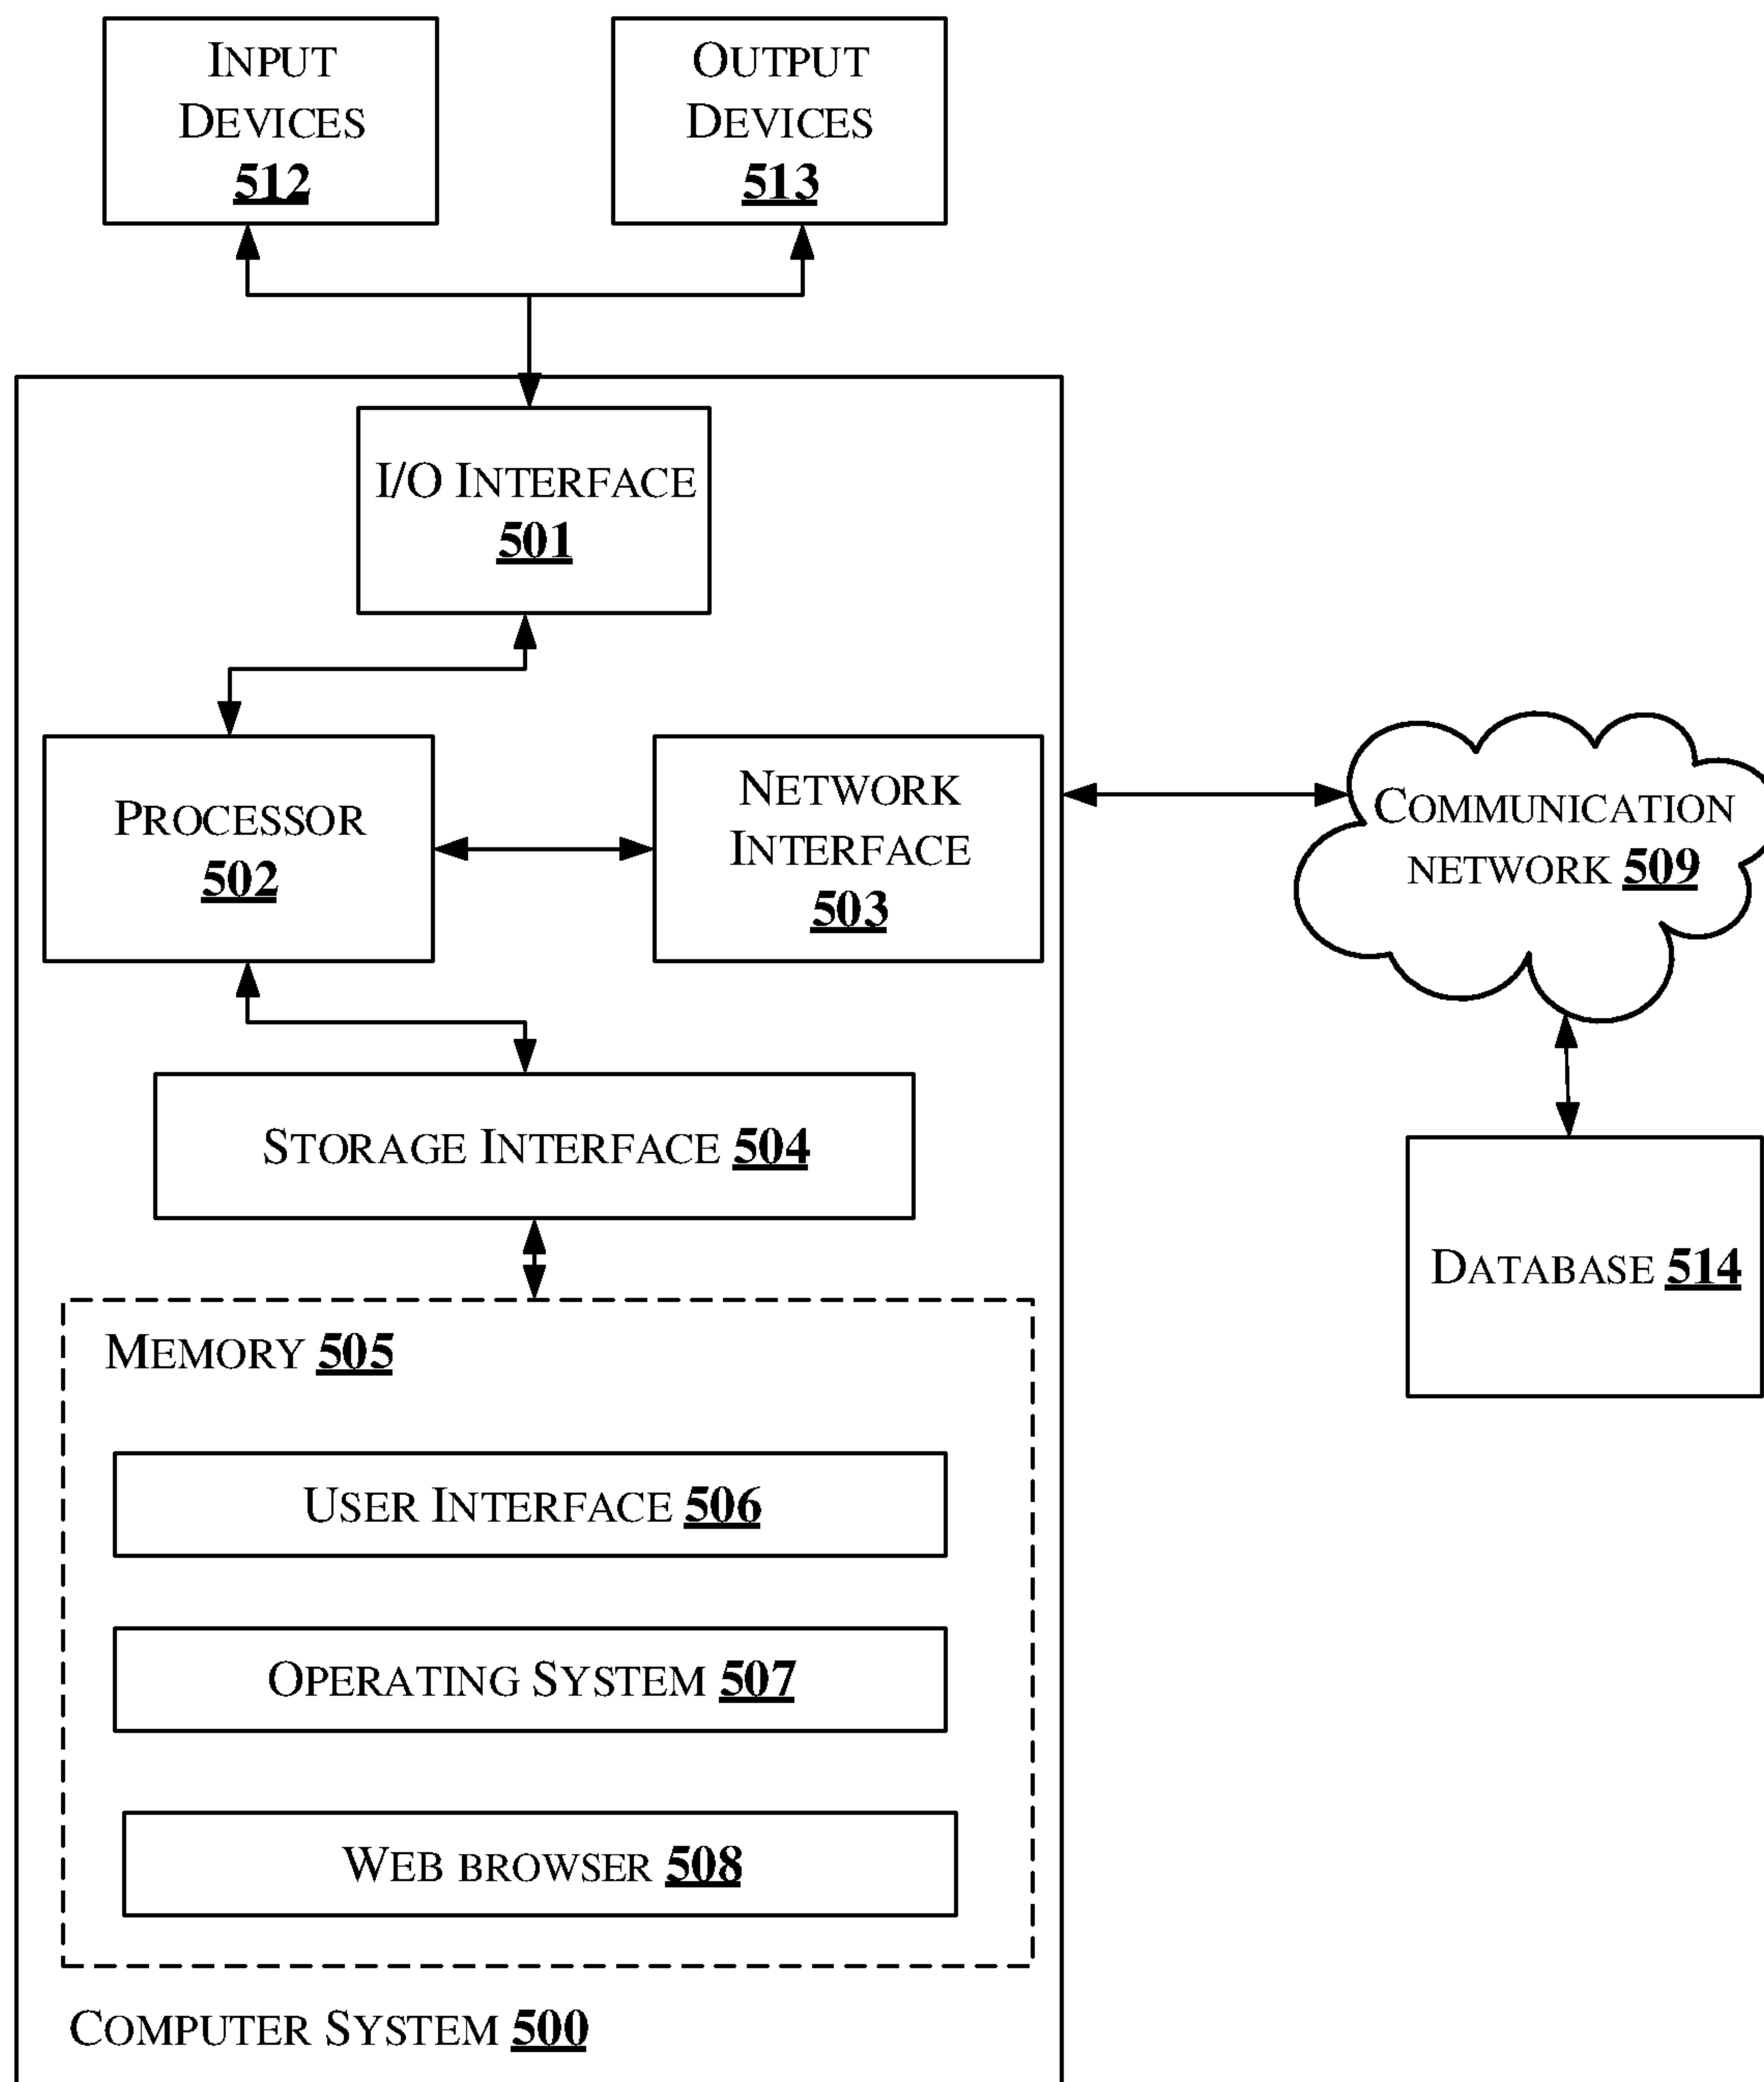 INPUT
DEVICES
512
OUTPUT
DEVICES
513
I/O INTERFACE
501
PROCESSOR
502
NETWORK
INTERFACE
503
COMMUNICATION
NETWORK 509
STORAGE INTERFACE 504
DATABASE 514
MEMORY 505
USER INTERFACE 506
OPERATING SYSTEM 507
WEB BROWSER 508
COMPUTER SYSTEM 500